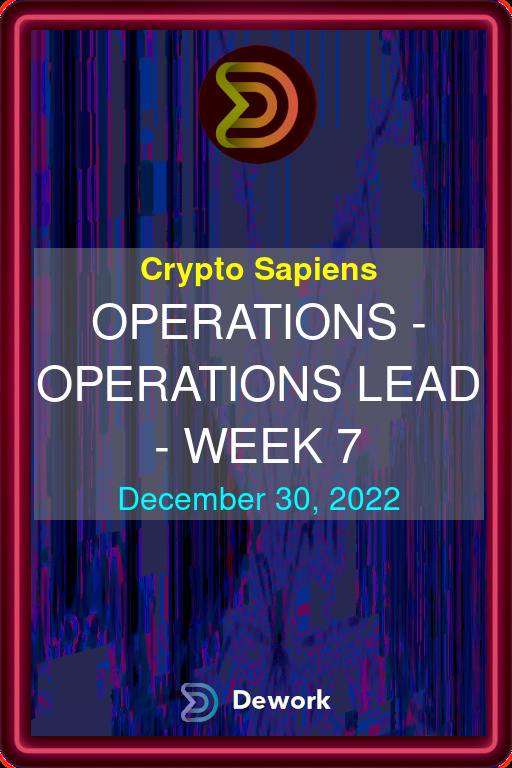 Crypto Sapiens
OPERATIONS -
OPERATIONS LEAD
- WEEK 7
December 30, 2022
Dework